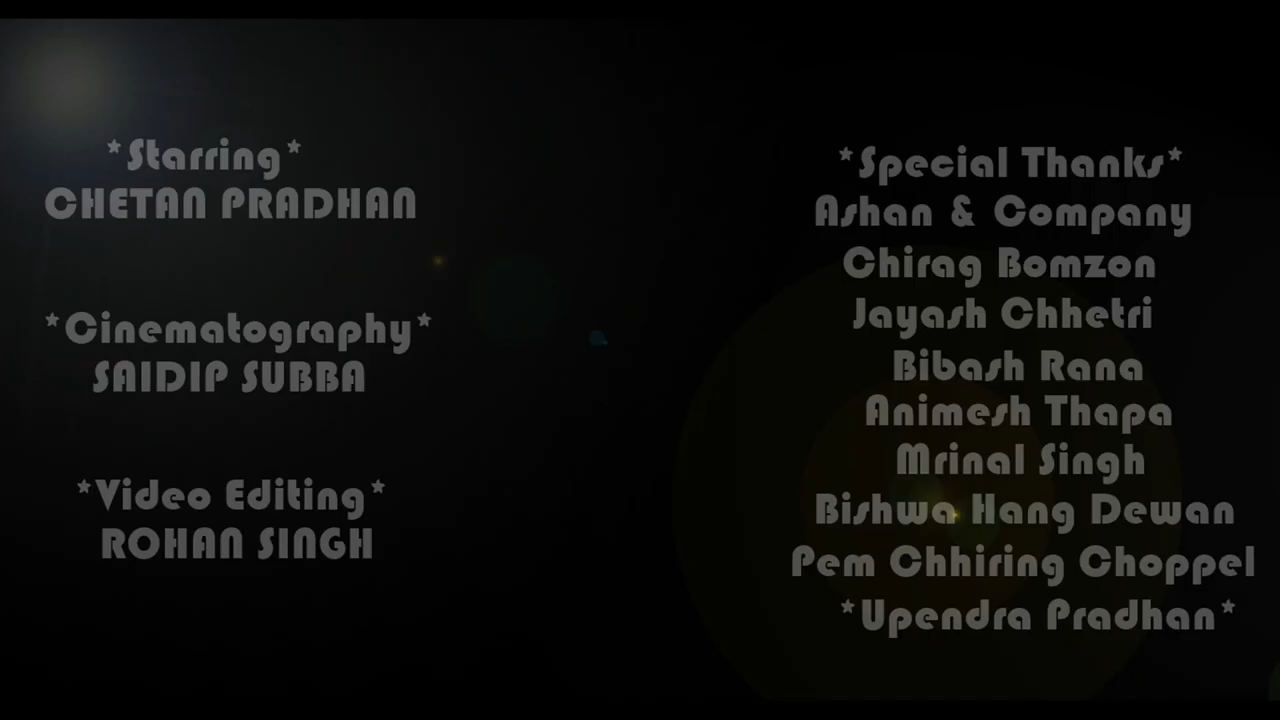 *Starring*
CHETAN PRADHAN
*Cinematography*
SAIDIP SUBBA
*Video Editing*
ROHAN SINGH
*Special Thanks*
Ashan & Company
Chirag Bomzon
Jayash Chhetri
Bibash Rana
Animesh Thapa
Mrinal Singh
Bishwa Hang Dewan
Pem Chhiring Choppel
*Upendra Pradhan*